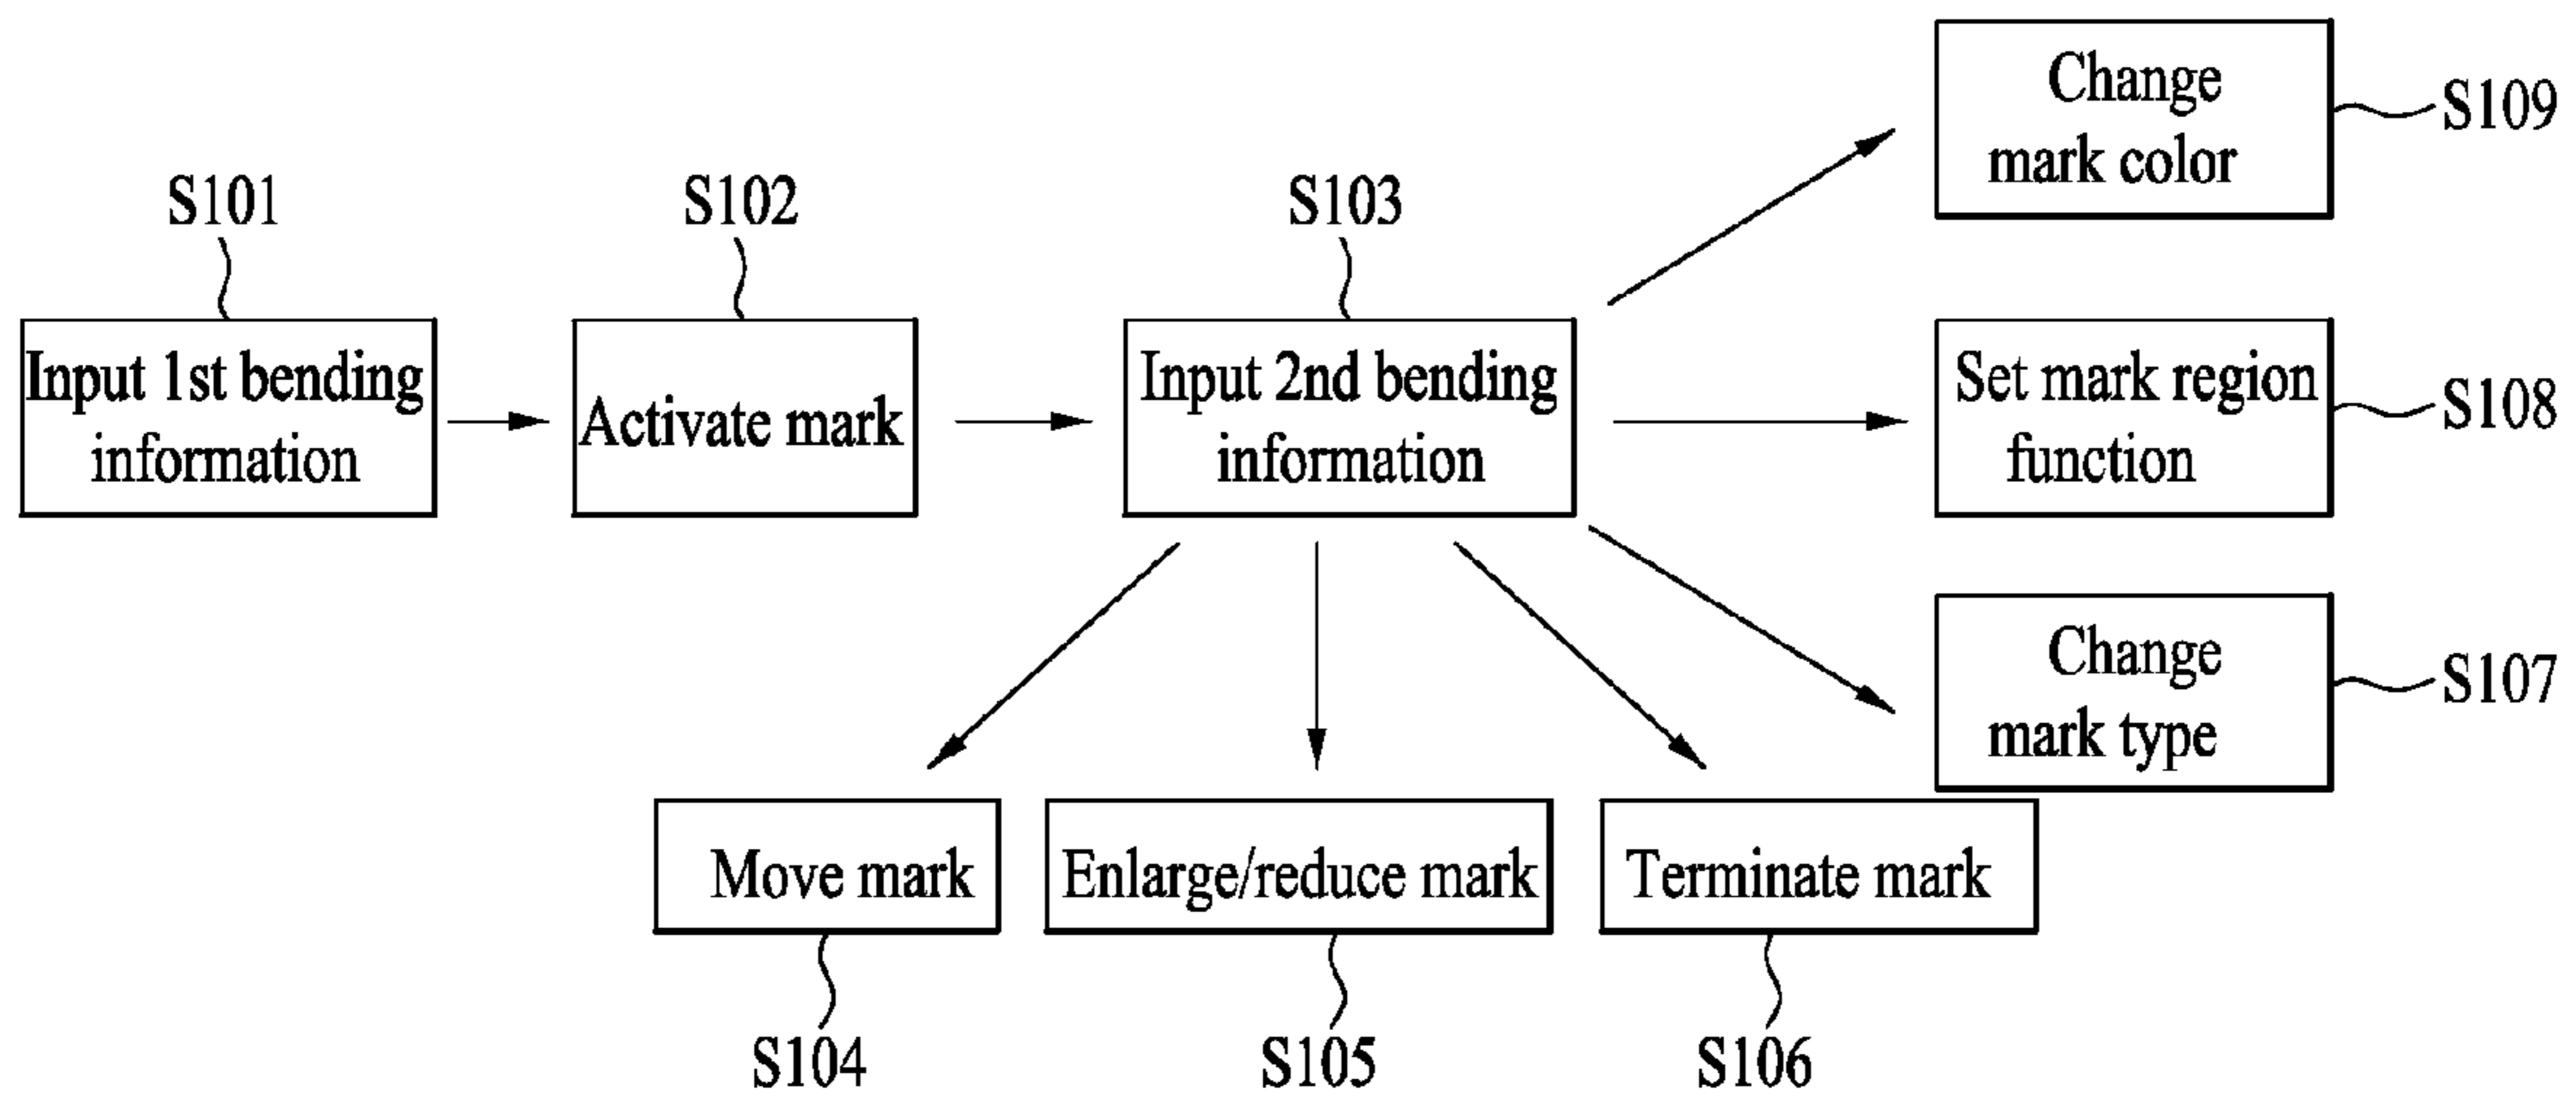 Change
mark color
S109
S101
S102
S103
Input 1st bending
information
Activate mark
Input 2nd bending
information
Set mark region
function
S108
Change
mark type
S107
Move mark
Enlarge/reduce mark
Terminate mark
S104
S105
S106